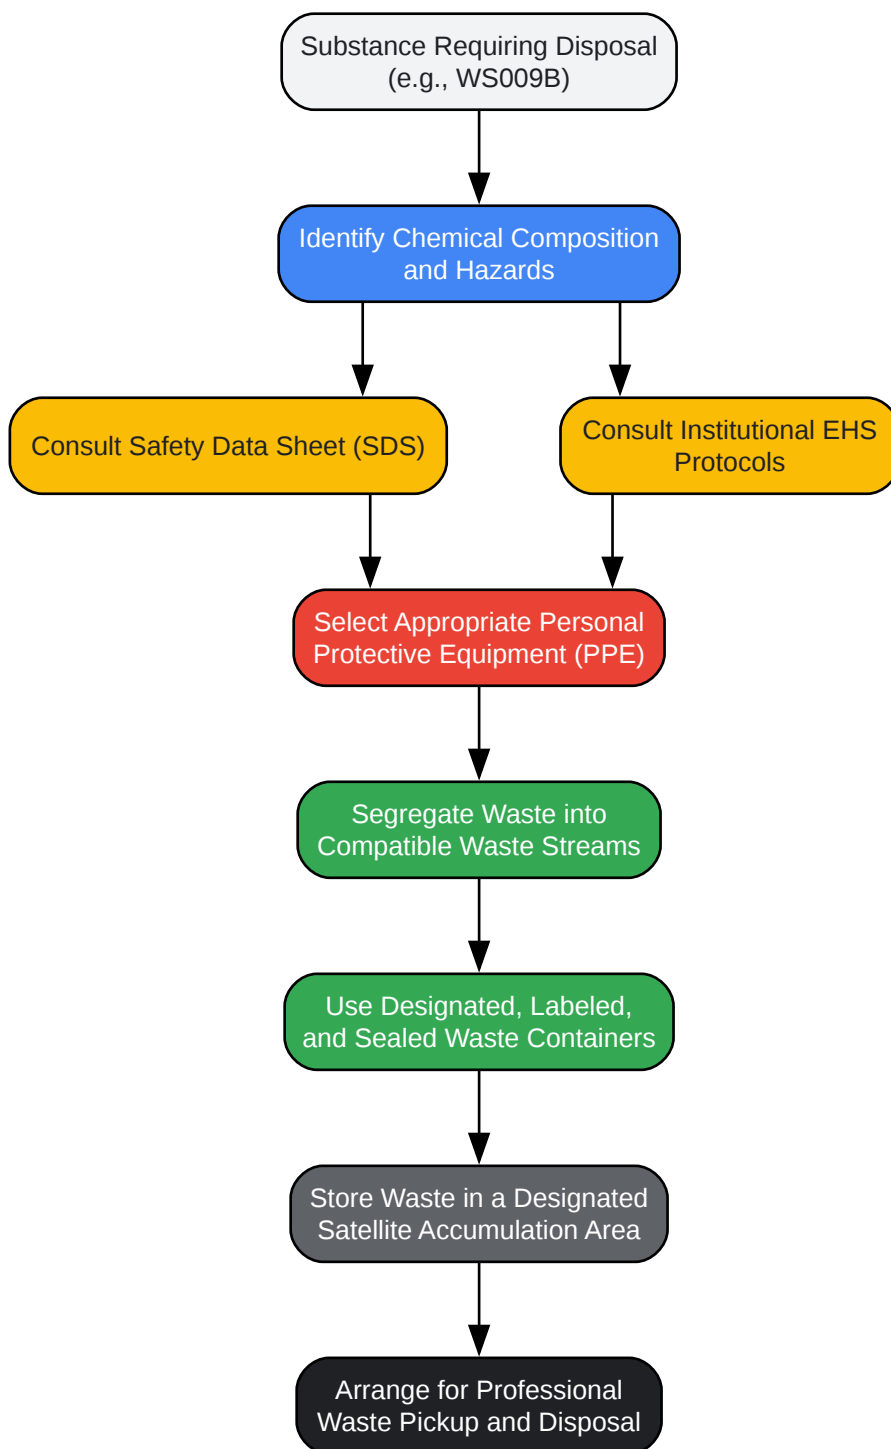 Substance Requiring Disposal
(e.g., WS009B)
Identify Chemical Composition
and Hazards
Consult Safety Data Sheet (SDS)
Consult Institutional EHS
Protocols
Select Appropriate Personal
Protective Equipment (PPE)
Segregate Waste into
Compatible Waste Streams
Use Designated, Labeled,
and Sealed Waste Containers
Store Waste in a Designated
Satellite Accumulation Area
Arrange for Professional
Waste Pickup and Disposal